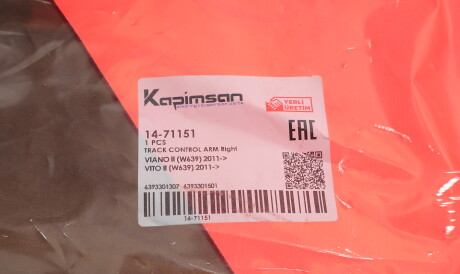 Kapimsan
YERLİ
ÜRETİM
14-71151
1 PCS
TRACK CONTROL ARM Right
VIANO II (W639) 2011->
VITO II (W639) 2011->
EAC
6393301307 6393301501
14-71151